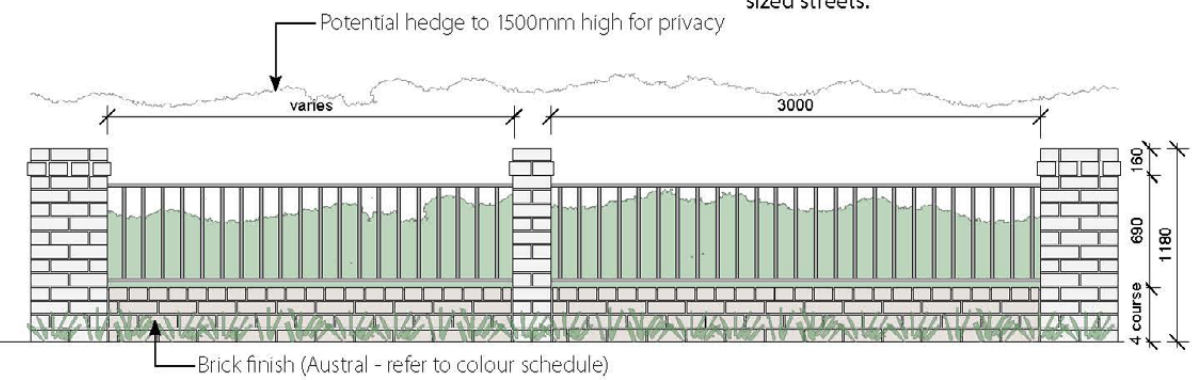 sized streets.
Potential hedge to 1500mm high for privacy
varies
3000
160
690
1180
4 course
Brick finish (Austral - refer to colour schedule)